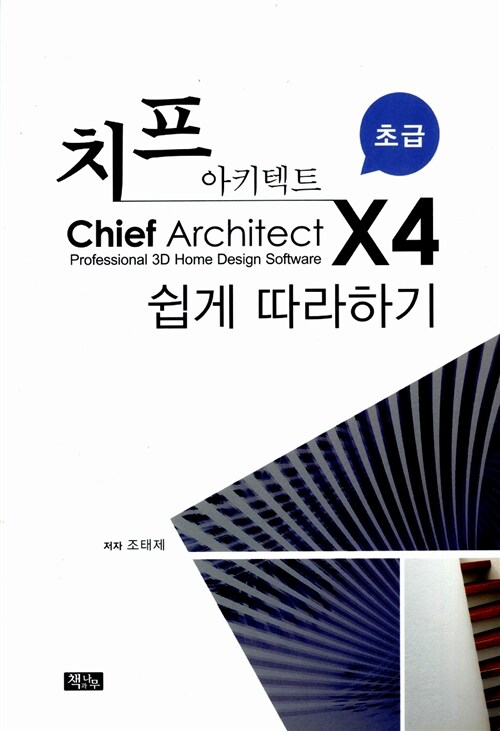 초급
치프
아키텍트
Chief Architect X4
Professional 3D Home Design Software
쉽게 따라하기
저자 조태제
책과나무